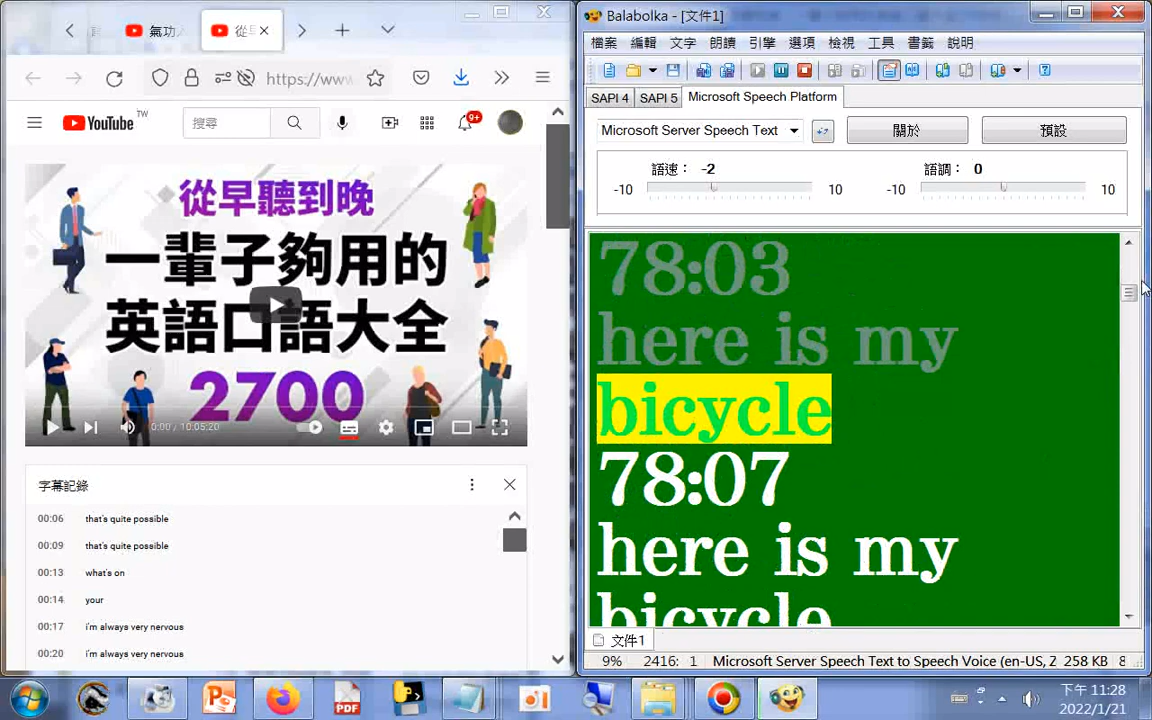 氣功
從
https://www
YouTube TW
搜尋
9+
從早聽到晚
一輩子夠用的
英語口語大全
2700
0:00 / 10:05:20
字幕記錄
00:06 that's quite possible
00:09 that's quite possible
00:13 what's on
00:14 your
00:17 i'm always very nervous
00:20 i'm always very nervous
Balabolka - [文件1]
檔案 編輯 文字 朗讀 引擎 選項 檢視 工具 書籤 說明
SAPI 4 SAPI 5 Microsoft Speech Platform
Microsoft Server Speech Text 關於 預設
語速： -2 語調： 0
-10 10 -10 10
78:03
here is my
bicycle
78:07
here is my
bicycle
文件1
9% 2416: 1 Microsoft Server Speech Text to Speech Voice (en-US, Z 258 KB 8
PDF
下午 11:28
2022/1/21